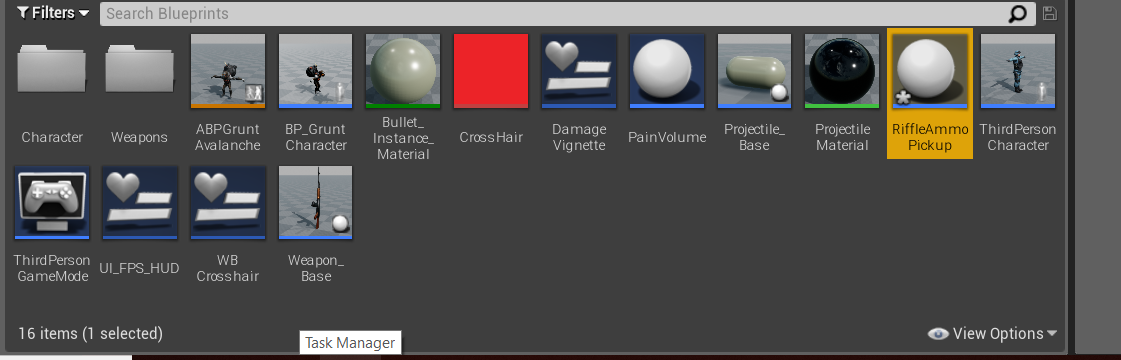 Filters
Search Blueprints
Character
Weapons
ABPGrunt
Avalanche
BP_Grunt
Character
Bullet_
Instance_
Material
CrossHair
Damage
Vignette
PainVolume
Projectile_
Base
Projectile
Material
RiffleAmmo
Pickup
ThirdPerson
Character
ThirdPerson
GameMode
UI_FPS_HUD
WB
Crosshair
Weapon_
Base
16 items (1 selected)
View Options
Task Manager